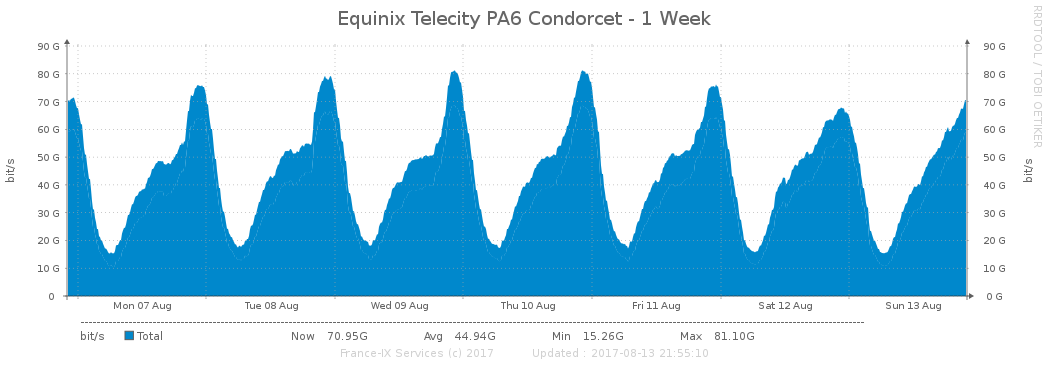 Equinix Telecity PA6 Condorcet - 1 Week
RRDTOOL / TOBI OETIKER
bit/s
90 G
80 G
70 G
60 G
50 G
40 G
30 G
20 G
10 G
0
90 G
80 G
70 G
60 G
50 G
40 G
30 G
20 G
10 G
0 G
bit/s
Mon 07 Aug Tue 08 Aug Wed 09 Aug Thu 10 Aug Fri 11 Aug Sat 12 Aug Sun 13 Aug
bit/s Total Now 70.95G Avg 44.94G Min 15.26G Max 81.10G
France-IX Services (c) 2017 Updated : 2017-08-13 21:55:10